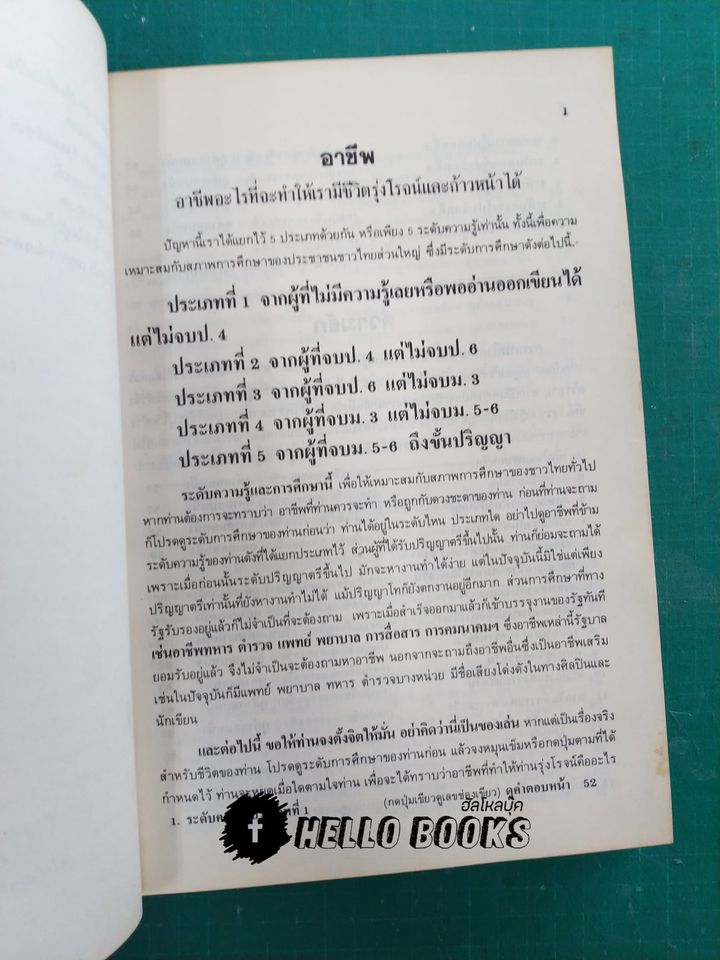 1
อาชีพ
อาชีพอะไรที่จะทำให้เรามีชีวิตรุ่งโรจน์และก้าวหน้าได้
ปัญหานี้เราได้แยกไว้ 5 ประเภทด้วยกัน หรือเพียง 5 ระดับความรู้เท่านั้น ทั้งนี้เพื่อความ
เหมาะสมกับสภาพการศึกษาของประชาชนชาวไทยส่วนใหญ่ ซึ่งมีระดับการศึกษาดังต่อไปนี้.-
ประเภทที่ 1 จากผู้ที่ไม่มีความรู้เลยหรือพออ่านออกเขียนได้
แต่ไม่จบป. 4
ประเภทที่ 2 จากผู้ที่จบป. 4 แต่ไม่จบป. 6
ประเภทที่ 3 จากผู้ที่จบป. 6 แต่ไม่จบม. 3
ประเภทที่ 4 จากผู้ที่จบม. 3 แต่ไม่จบม. 5-6
ประเภทที่ 5 จากผู้ที่จบม. 5-6 ถึงขั้นปริญญา
ระดับความรู้และการศึกษานี้ เพื่อให้เหมาะสมกับสภาพการศึกษาของชาวไทยทั่วไป
หากท่านต้องการจะทราบว่า อาชีพที่ท่านควรจะทำ หรือถูกกับดวงชะตาของท่าน ก่อนที่ท่านจะถาม
ก็โปรดดูระดับการศึกษาของท่านก่อนว่า ท่านได้อยู่ในระดับไหน ประเภทใด อย่าไปดูอาชีพที่ข้าม
ระดับความรู้ของท่านดังที่ได้แยกประเภทไว้ ส่วนผู้ที่ได้รับปริญญาตรีขึ้นไปนั้น ท่านก็ย่อมจะถามได้
เพราะเมื่อก่อนนั้นระดับปริญญาตรีขึ้นไป มักจะหางานทำได้ง่าย แต่ในปัจจุบันนี้มิใช่แต่เพียง
ปริญญาตรีเท่านั้นที่ยังหางานทำไม่ได้ แม้ปริญญาโทก็ยังตกงานอยู่อีกมาก ส่วนการศึกษาที่ทาง
รัฐรับรองอยู่แล้วก็ไม่จำเป็นที่จะต้องถาม เพราะเมื่อสำเร็จออกมาแล้วก็เข้าบรรจุงานของรัฐทันที
เช่นอาชีพทหาร ตำรวจ แพทย์ พยาบาล การสื่อสาร การคมนาคมฯ ซึ่งอาชีพเหล่านี้รัฐบาล
ยอมรับอยู่แล้ว จึงไม่จำเป็นจะต้องถามหาอาชีพ นอกจากจะถามถึงอาชีพอื่นซึ่งเป็นอาชีพเสริม
เช่นในปัจจุบันก็มีแพทย์ พยาบาล ทหาร ตำรวจบางหน่วย มีชื่อเสียงโด่งดังในทางศิลปินและ
นักเขียน
และต่อไปนี้ ขอให้ท่านจงตั้งจิตให้มั่น อย่าคิดว่านี่เป็นของเล่น หากแต่เป็นเรื่องจริง
สำหรับชีวิตของท่าน โปรดดูระดับการศึกษาของท่านก่อน แล้วจงหมุนเข็มหรือกดปุ่มตามที่ได้
กำหนดไว้ ท่านจะหยุดเมื่อใดตามใจท่าน เพื่อจะได้ทราบว่าอาชีพที่ทำให้ท่านรุ่งโรจน์คืออะไร
1. ระดับ ที่ 1 (กดปุ่มเขียวดูเลขช่องเขียว) ดูคำตอบหน้า 52
ฮัลโหลบุ๊ค
f HELLO BOOKS